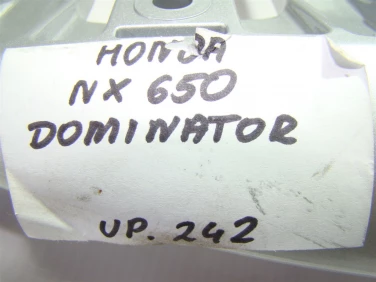 HONDA
NX 650
DOMINATOR
UP. 242